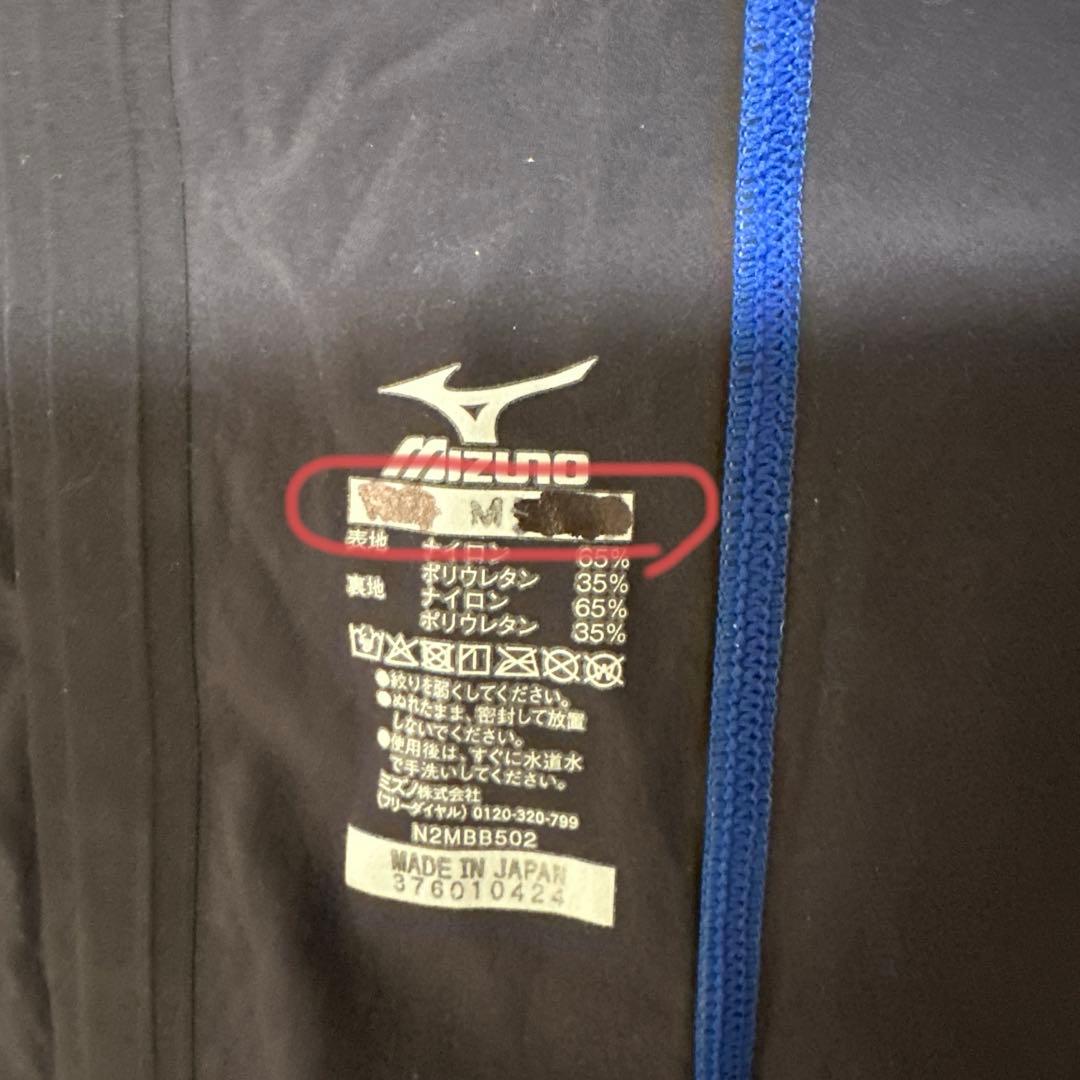 Mizuno
M
表地 ナイロン 65%
ポリウレタン 35%
裏地 ナイロン 65%
ポリウレタン 35%
●絞りを弱くしてください。
●ぬれたまま、密封して放置
しないでください。
●使用後は、すぐに水道水
で手洗いしてください。
ミズノ株式会社
(フリーダイヤル) 0120-320-799
N2MBB502
MADE IN JAPAN
376010424